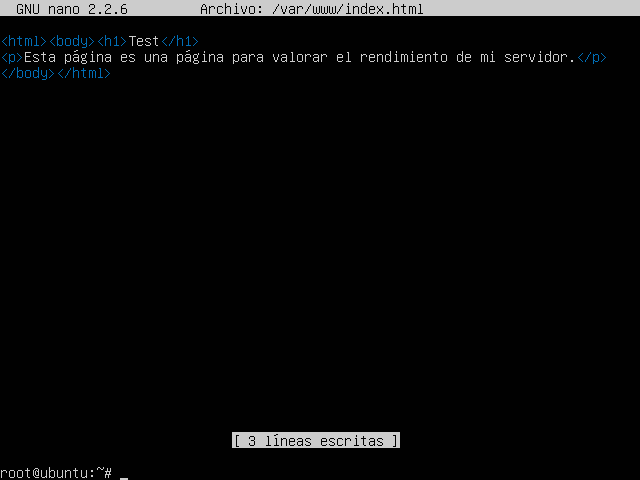 GNU nano 2.2.6 Archivo: /var/www/index.html
<html><body><h1>Test</h1>
<p>Esta página es una página para valorar el rendimiento de mi servidor.</p>
</body></html>
[ 3 líneas escritas ]
root@ubuntu:~# _